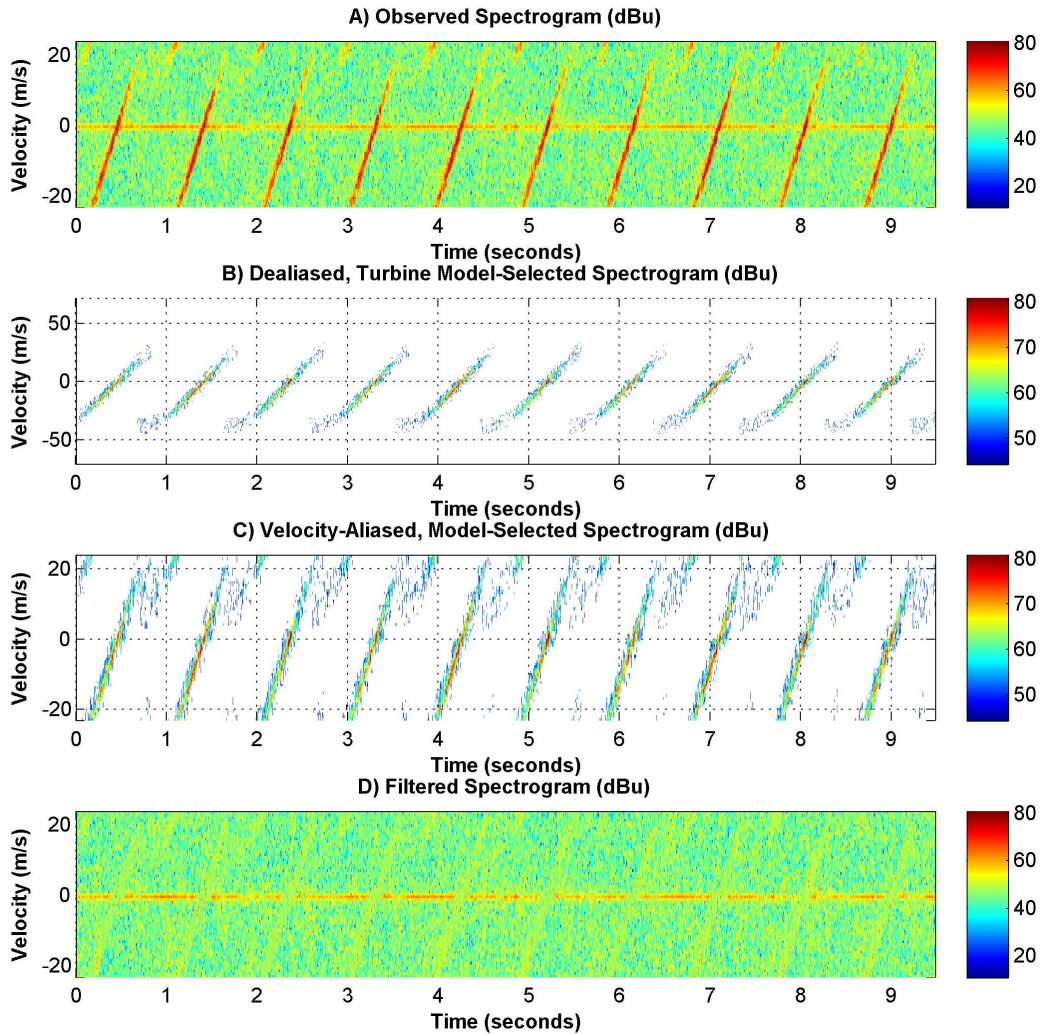 A) Observed Spectrogram (dBu)
Velocity (m/s)
20
0
-20
0 1 2 3 4 5 6 7 8 9
Time (seconds)
80
60
40
20
B) Dealiased, Turbine Model-Selected Spectrogram (dBu)
Velocity (m/s)
50
0
-50
0 1 2 3 4 5 6 7 8 9
Time (seconds)
80
70
60
50
C) Velocity-Aliased, Model-Selected Spectrogram (dBu)
Velocity (m/s)
20
0
-20
0 1 2 3 4 5 6 7 8 9
Time (seconds)
80
70
60
50
D) Filtered Spectrogram (dBu)
Velocity (m/s)
20
0
-20
0 1 2 3 4 5 6 7 8 9
Time (seconds)
80
60
40
20